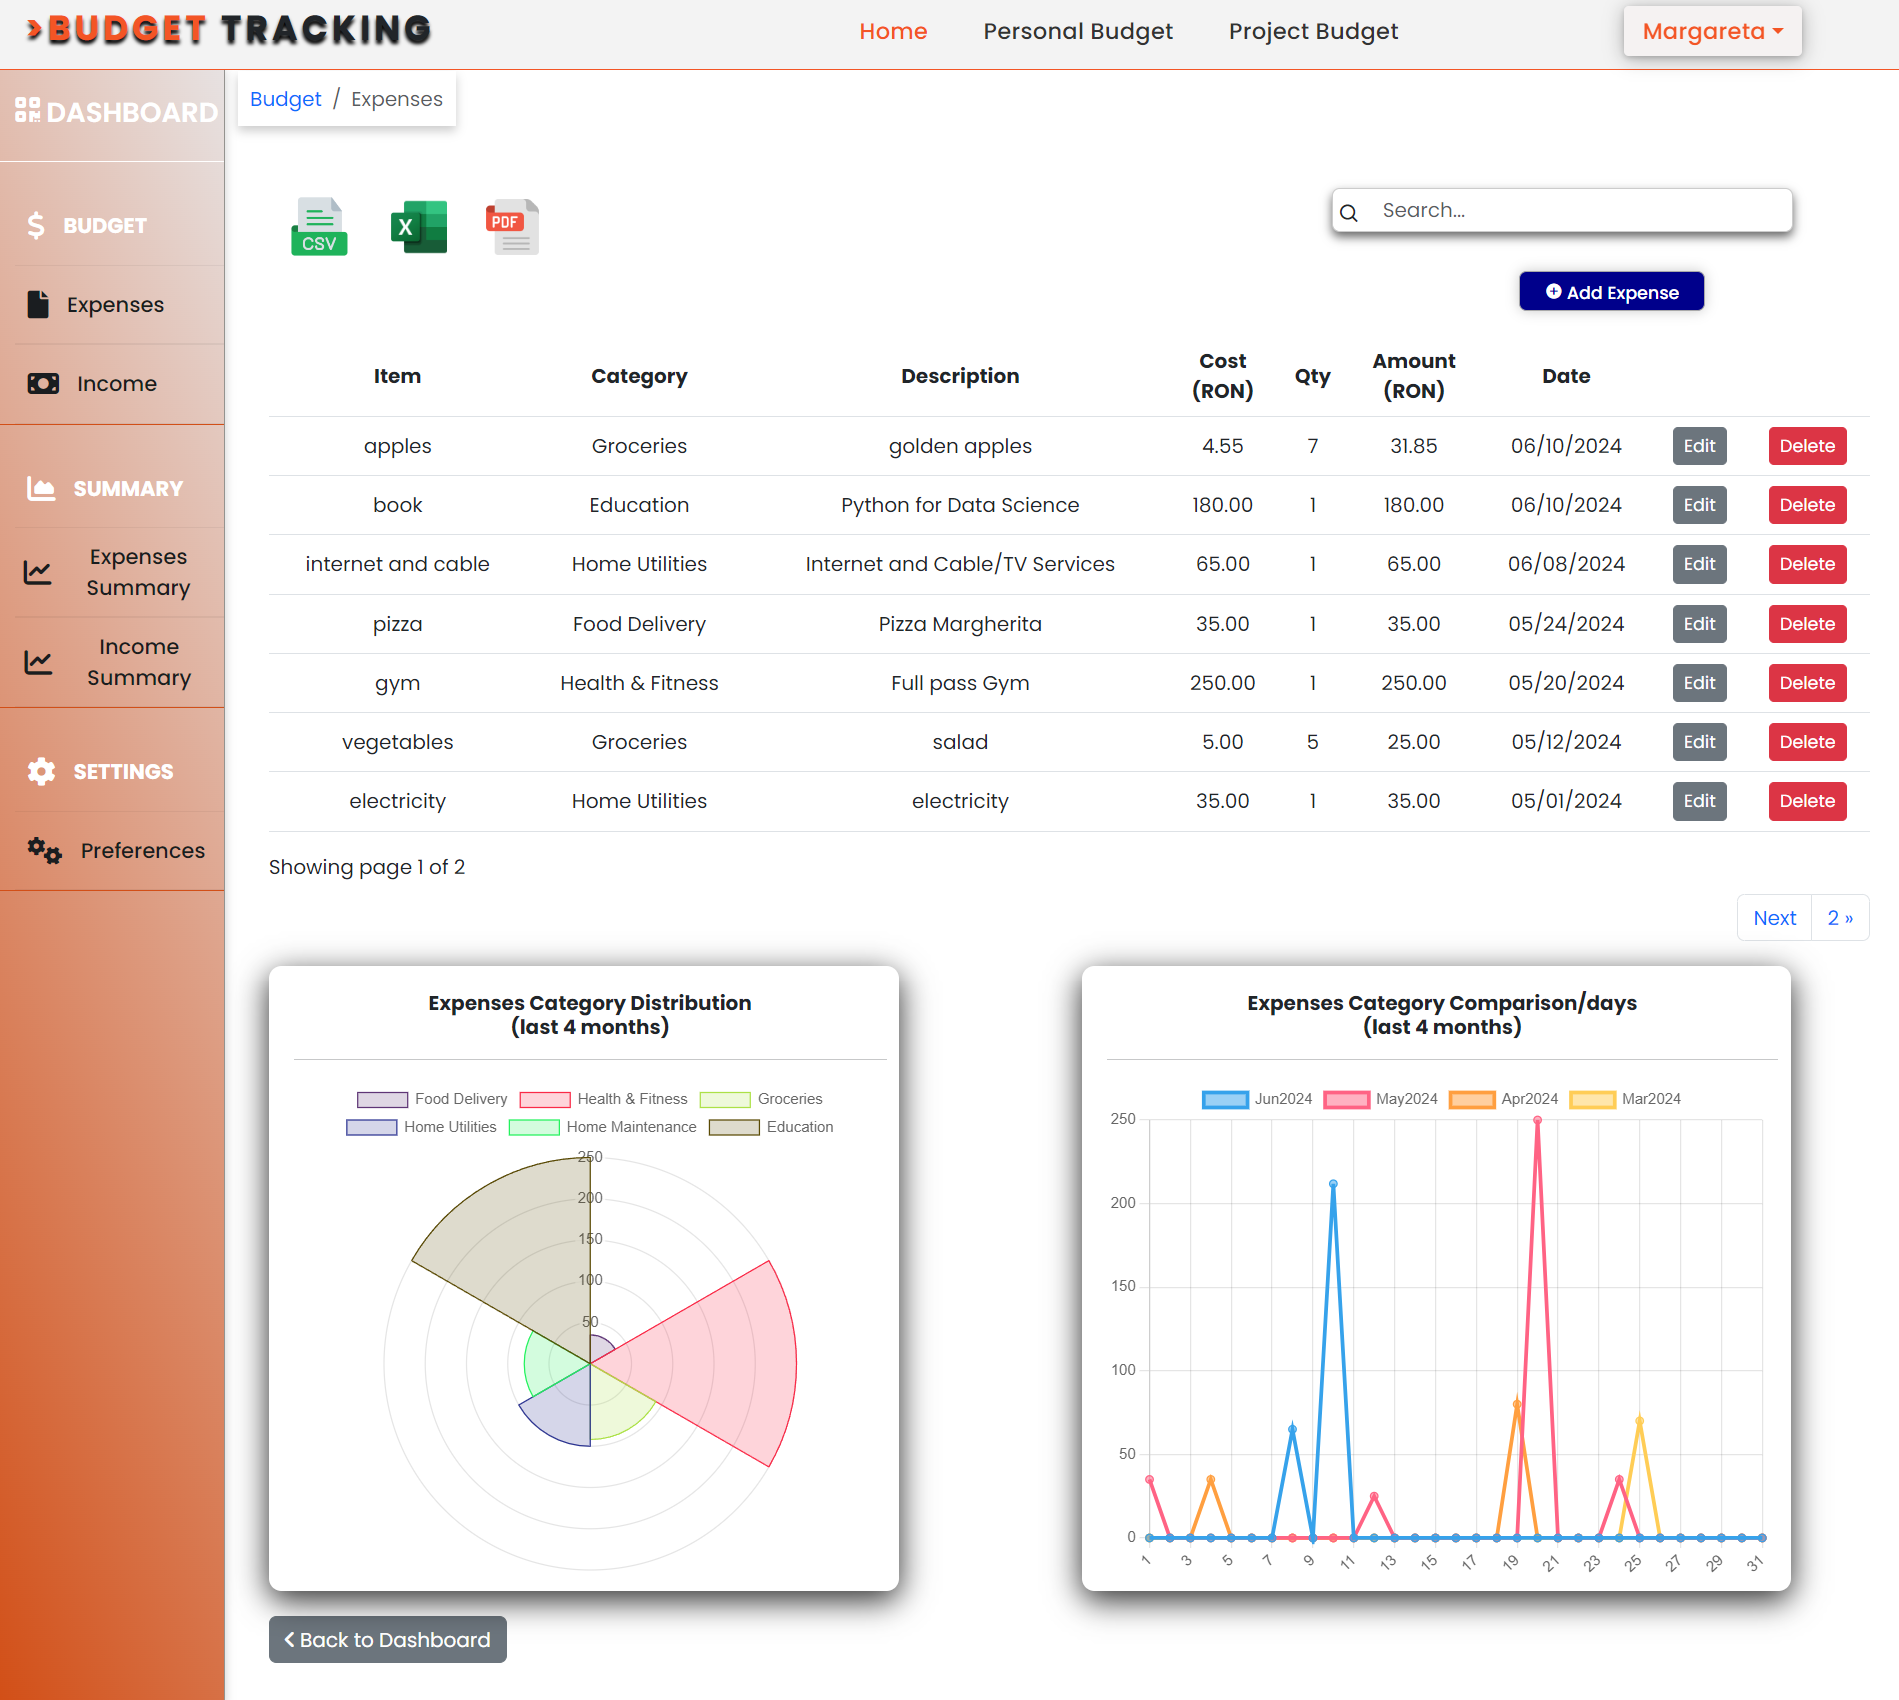 >BUDGET TRACKING
Home Personal Budget Project Budget Margareta
DASHBOARD
BUDGET
Expenses
Income
SUMMARY
Expenses
Summary
Income
Summary
SETTINGS
Preferences
Budget / Expenses
CSV X PDF
Search...
Add Expense
Item Category Description Cost (RON) Qty Amount (RON) Date
apples Groceries golden apples 4.55 7 31.85 06/10/2024 Edit Delete
book Education Python for Data Science 180.00 1 180.00 06/10/2024 Edit Delete
internet and cable Home Utilities Internet and Cable/TV Services 65.00 1 65.00 06/08/2024 Edit Delete
pizza Food Delivery Pizza Margherita 35.00 1 35.00 05/24/2024 Edit Delete
gym Health & Fitness Full pass Gym 250.00 1 250.00 05/20/2024 Edit Delete
vegetables Groceries salad 5.00 5 25.00 05/12/2024 Edit Delete
electricity Home Utilities electricity 35.00 1 35.00 05/01/2024 Edit Delete
Showing page 1 of 2
Next 2 »
Expenses Category Distribution
(last 4 months)
Food Delivery Health & Fitness Groceries
Home Utilities Home Maintenance Education
250
200
150
100
50
Expenses Category Comparison/days
(last 4 months)
Jun2024 May2024 Apr2024 Mar2024
250
200
150
100
50
0
1 3 5 7 9 11 13 15 17 19 21 23 25 27 29 31
Back to Dashboard